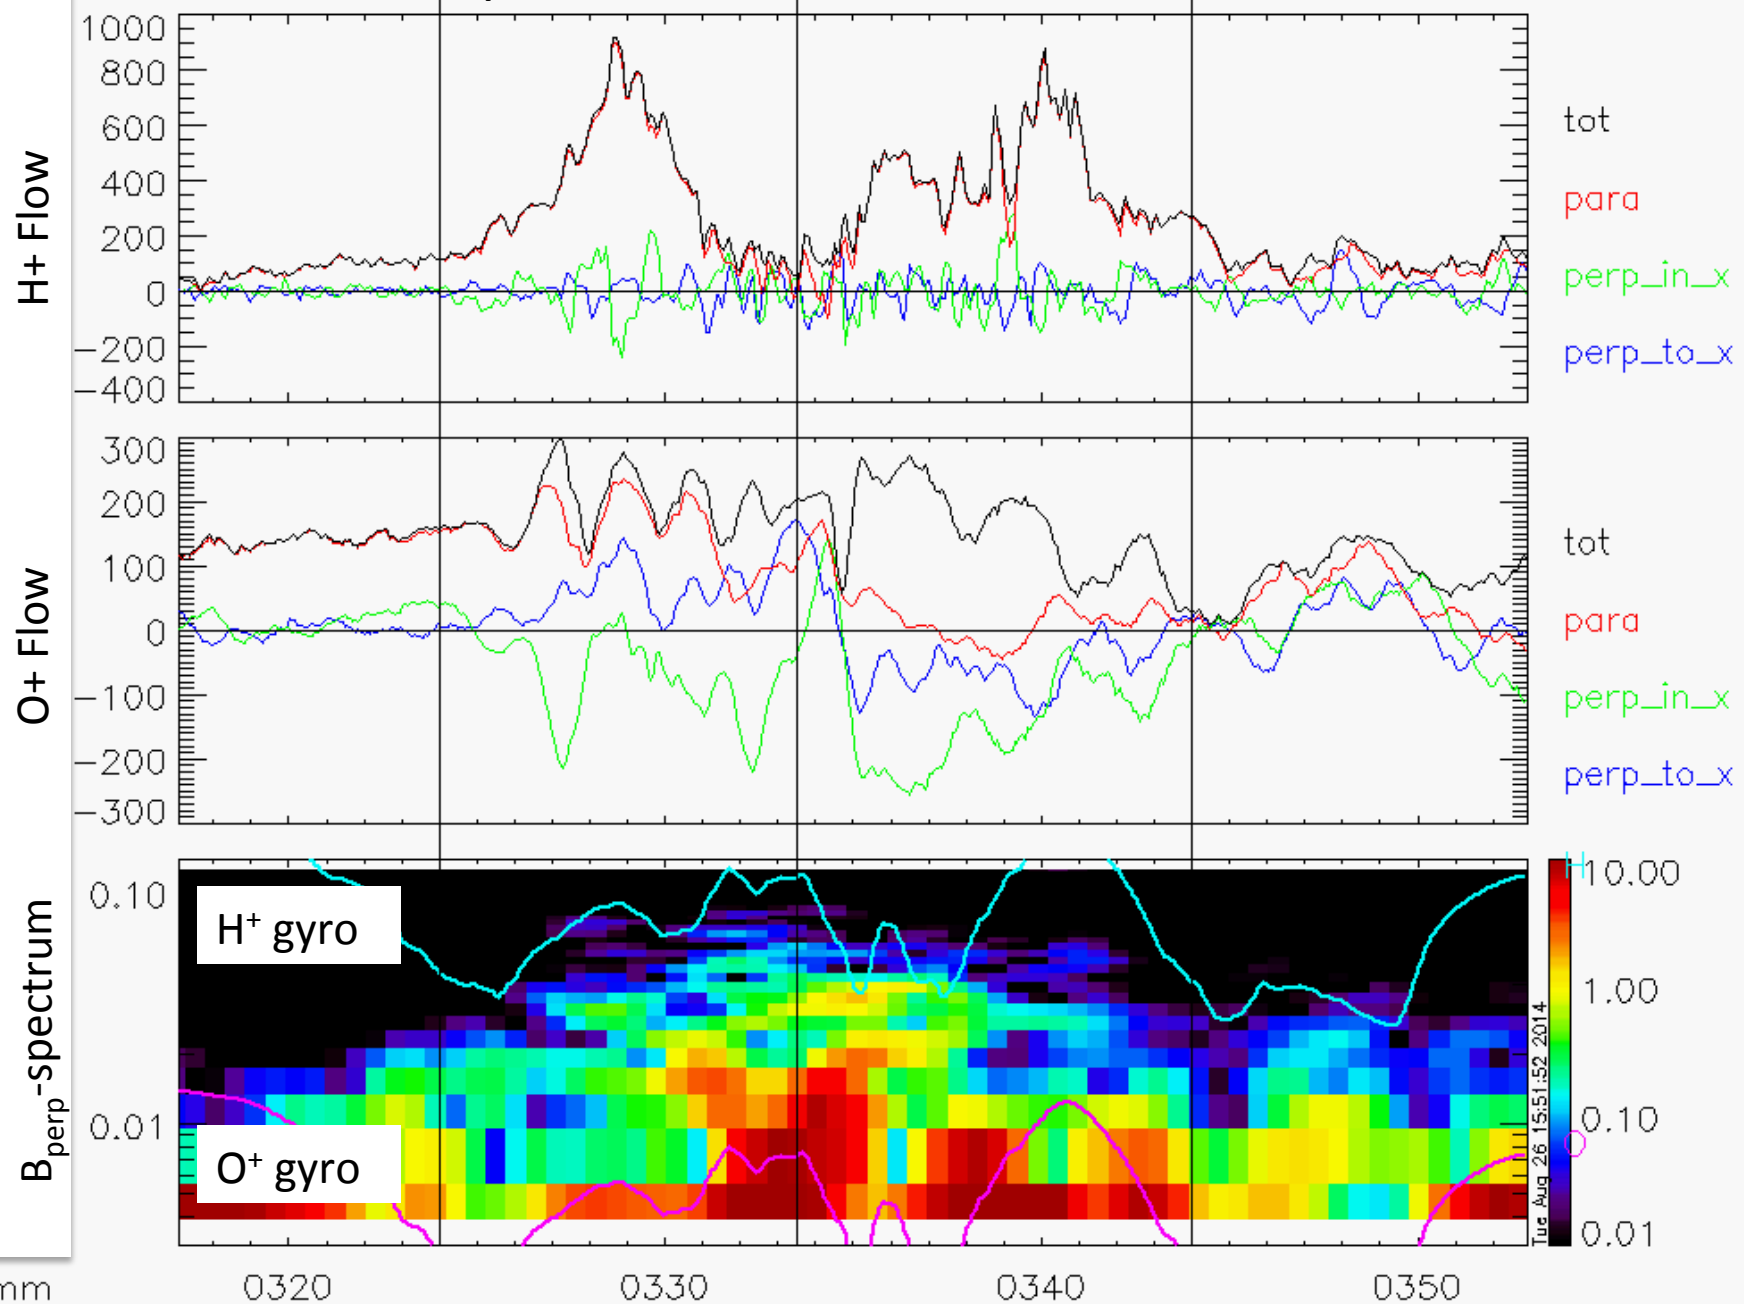 H+ Flow
1000
800
600
400
200
0
−200
−400
tot
para
perp_in_x
perp_to_x
O+ Flow
300
200
100
0
−100
−200
−300
tot
para
perp_in_x
perp_to_x
Bperp-spectrum
0.10
0.01
H+ gyro
O+ gyro
H
10.00
1.00
0.10
O
0.01
Tue Aug 26 15:51:52 2014
mm
0320
0330
0340
0350